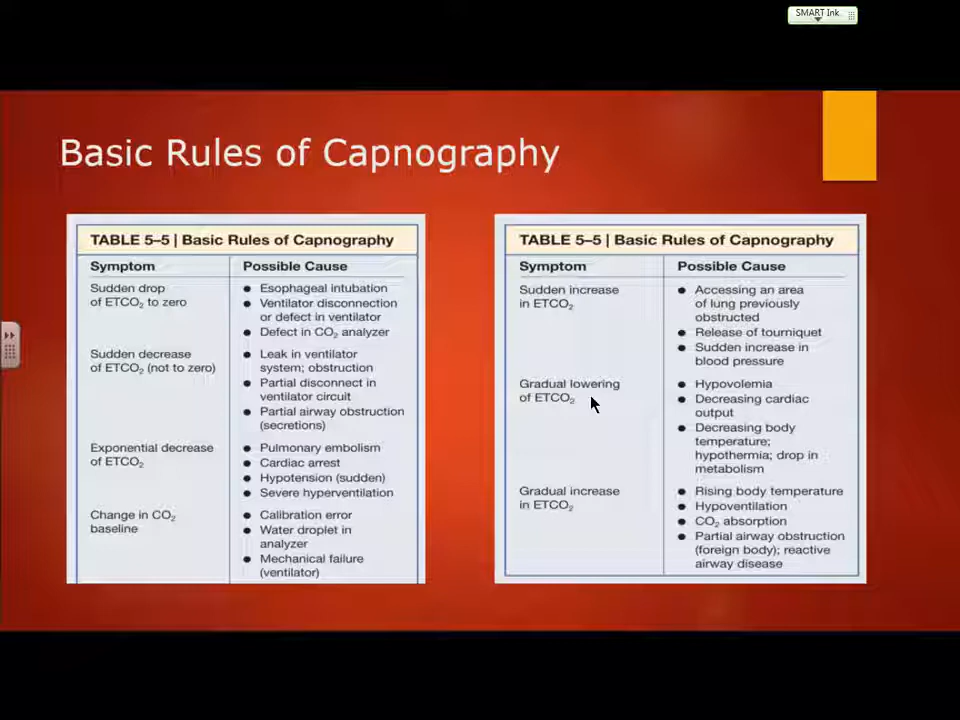 SMART Ink
Basic Rules of Capnography
TABLE 5–5 | Basic Rules of Capnography
Symptom Possible Cause
Sudden drop
of ETCO₂ to zero
● Esophageal intubation
● Ventilator disconnection
or defect in ventilator
● Defect in CO₂ analyzer
Sudden decrease
of ETCO₂ (not to zero)
● Leak in ventilator
system; obstruction
● Partial disconnect in
ventilator circuit
● Partial airway obstruction
(secretions)
Exponential decrease
of ETCO₂
● Pulmonary embolism
● Cardiac arrest
● Hypotension (sudden)
● Severe hyperventilation
Change in CO₂
baseline
● Calibration error
● Water droplet in
analyzer
● Mechanical failure
(ventilator)
TABLE 5–5 | Basic Rules of Capnography
Symptom Possible Cause
Sudden increase
in ETCO₂
● Accessing an area
of lung previously
obstructed
● Release of tourniquet
● Sudden increase in
blood pressure
Gradual lowering
of ETCO₂
● Hypovolemia
● Decreasing cardiac
output
● Decreasing body
temperature;
hypothermia; drop in
metabolism
Gradual increase
in ETCO₂
● Rising body temperature
● Hypoventilation
● CO₂ absorption
● Partial airway obstruction
(foreign body); reactive
airway disease